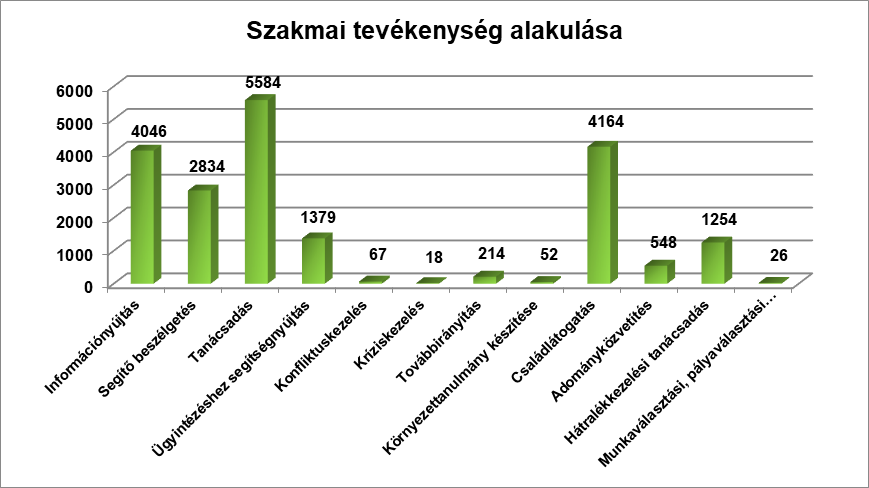 Szakmai tevékenység alakulása
6000
5000
4000
3000
2000
1000
0
4046
2834
5584
1379
67
18
214
52
4164
548
1254
26
Információnyújtás
Segítő beszélgetés
Tanácsadás
Ügyintézéshez segítségnyújtás
Konfliktuskezelés
Kríziskezelés
Továbbirányítás
Környezettanulmány készítése
Családlátogatás
Adományközvetítés
Hátralékkezelési tanácsadás
Munkaválasztási, pályaválasztási…